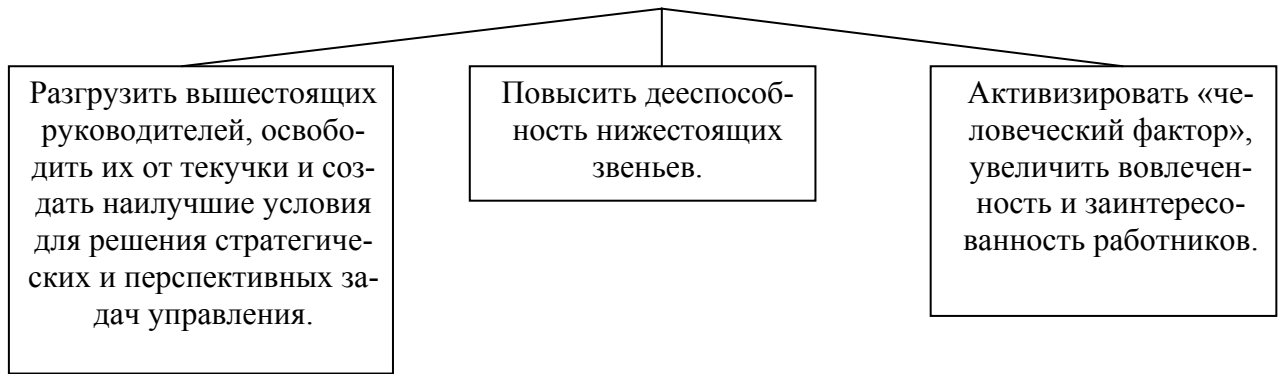 Разгрузить вышестоящих
руководителей, освобо-
дить их от текучки и соз-
дать наилучшие условия
для решения стратегиче-
ских и перспективных за-
дач управления.
Повысить дееспособ-
ность нижестоящих
звеньев.
Активизировать «че-
ловеческий фактор»,
увеличить вовлечен-
ность и заинтересо-
ванность работников.